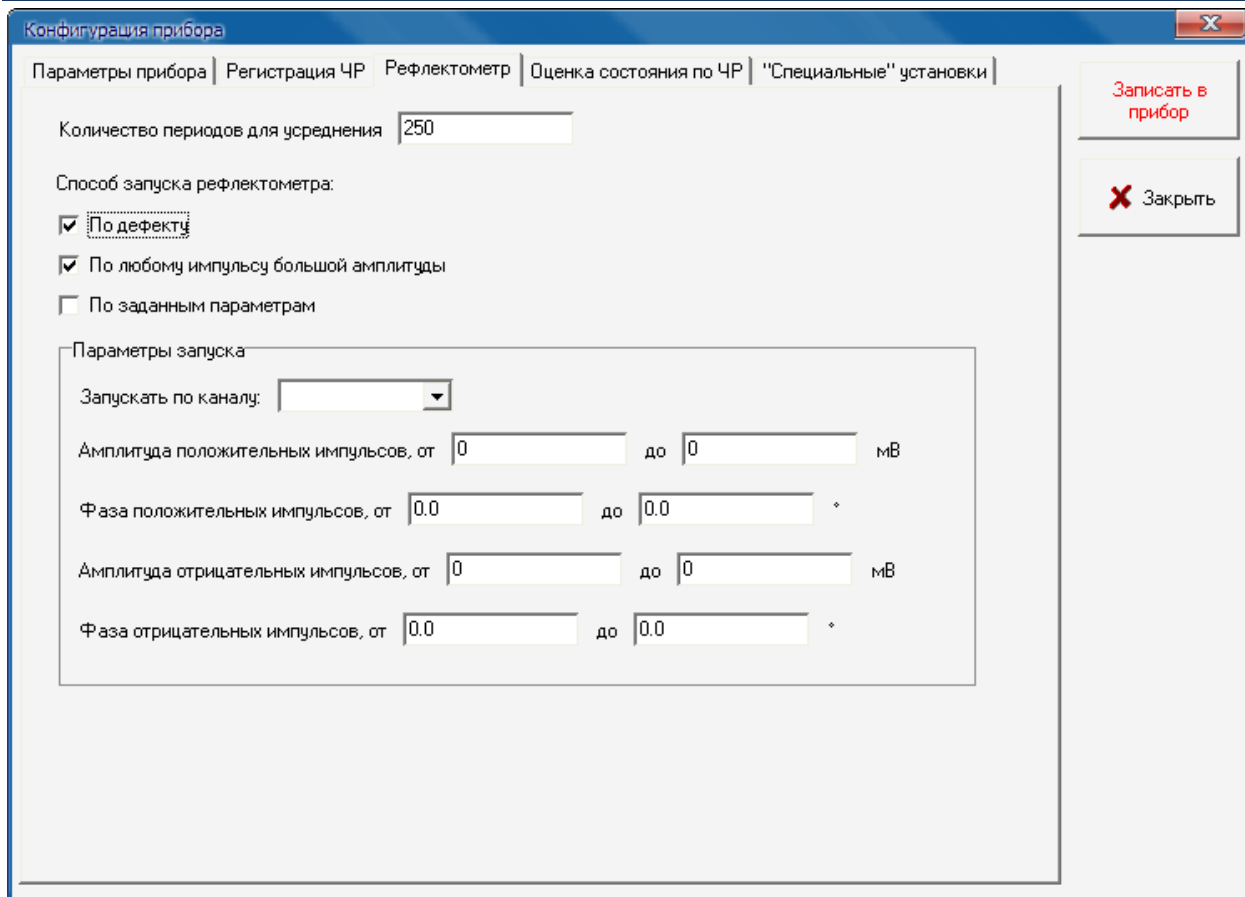 Конфигурация прибора
Параметры прибора Регистрация ЧР Рефлектометр Оценка состояния по ЧР "Специальные" установки
Записать в
прибор
Количество периодов для усреднения 250
Способ запуска рефлектометра:
Закрыть
По дефекту
По любому импульсу большой амплитуды
По заданным параметрам
Параметры запуска
Запускать по каналу:
Амплитуда положительных импульсов, от 0 до 0 мВ
Фаза положительных импульсов, от 0.0 до 0.0 °
Амплитуда отрицательных импульсов, от 0 до 0 мВ
Фаза отрицательных импульсов, от 0.0 до 0.0 °